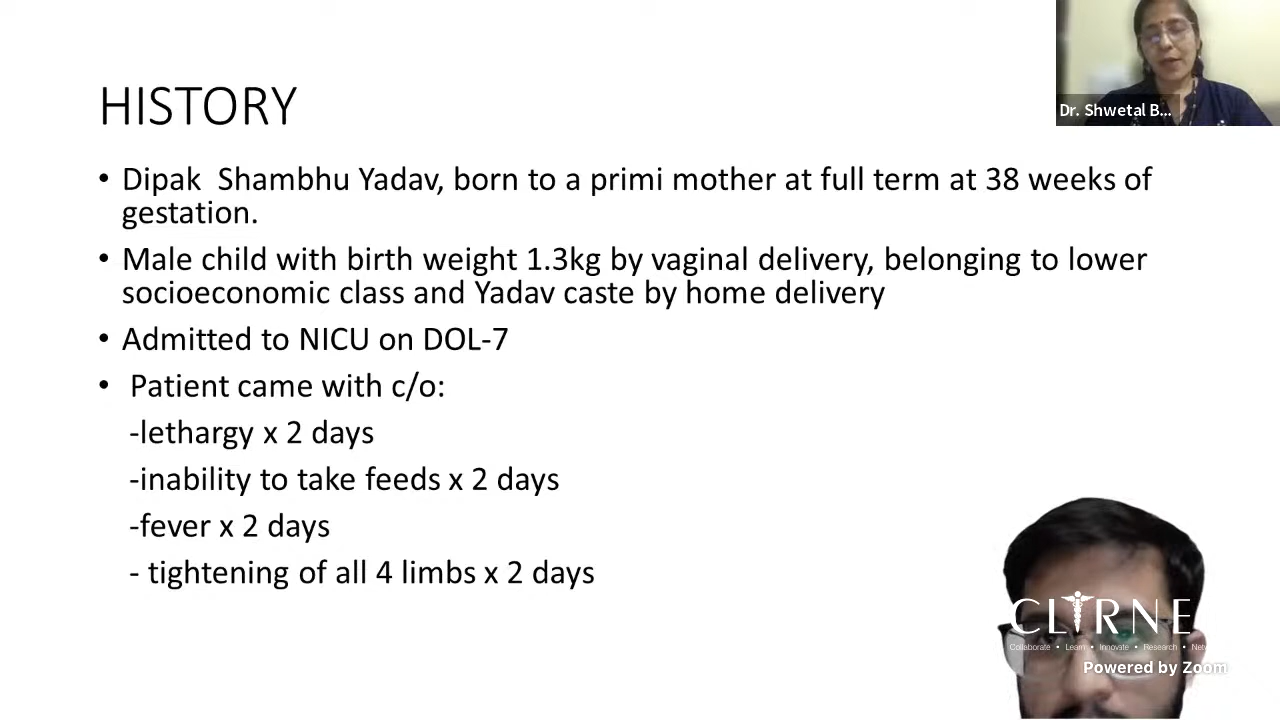 Dr. Shwetal B...
HISTORY
• Dipak Shambhu Yadav, born to a primi mother at full term at 38 weeks of
gestation.
• Male child with birth weight 1.3kg by vaginal delivery, belonging to lower
socioeconomic class and Yadav caste by home delivery
• Admitted to NICU on DOL-7
• Patient came with c/o:
-lethargy x 2 days
-inability to take feeds x 2 days
-fever x 2 days
- tightening of all 4 limbs x 2 days
CLIRNET
Collaborate • Learn • Innovate • Research • Net
Powered by Zoom